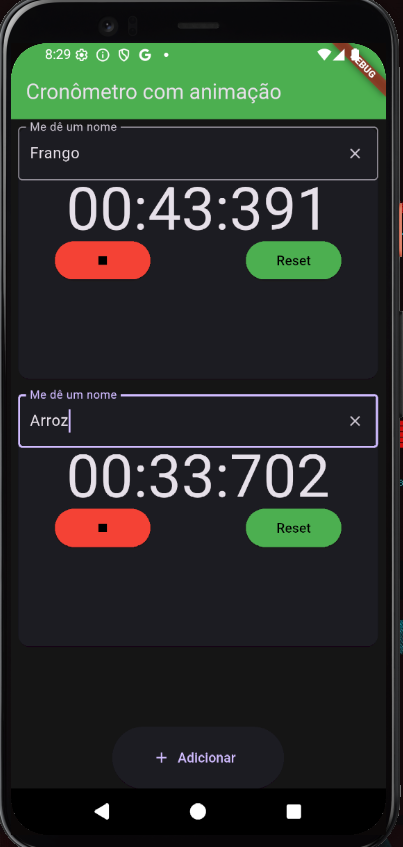 8:29
DEBUG
Cronômetro com animação
Me dê um nome
Frango
00:43:391
Reset
Me dê um nome
Arroz
00:33:702
Reset
+ Adicionar